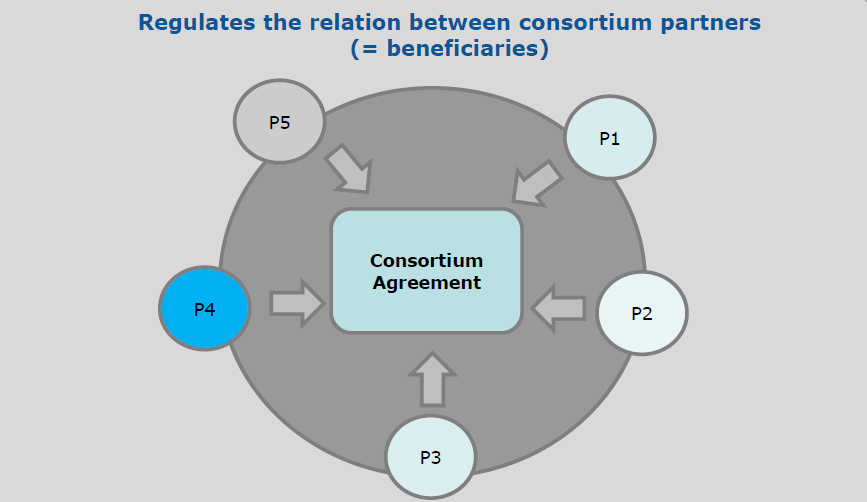 Regulates the relation between consortium partners
(= beneficiaries)
P5
P1
Consortium
Agreement
P4
P2
P3